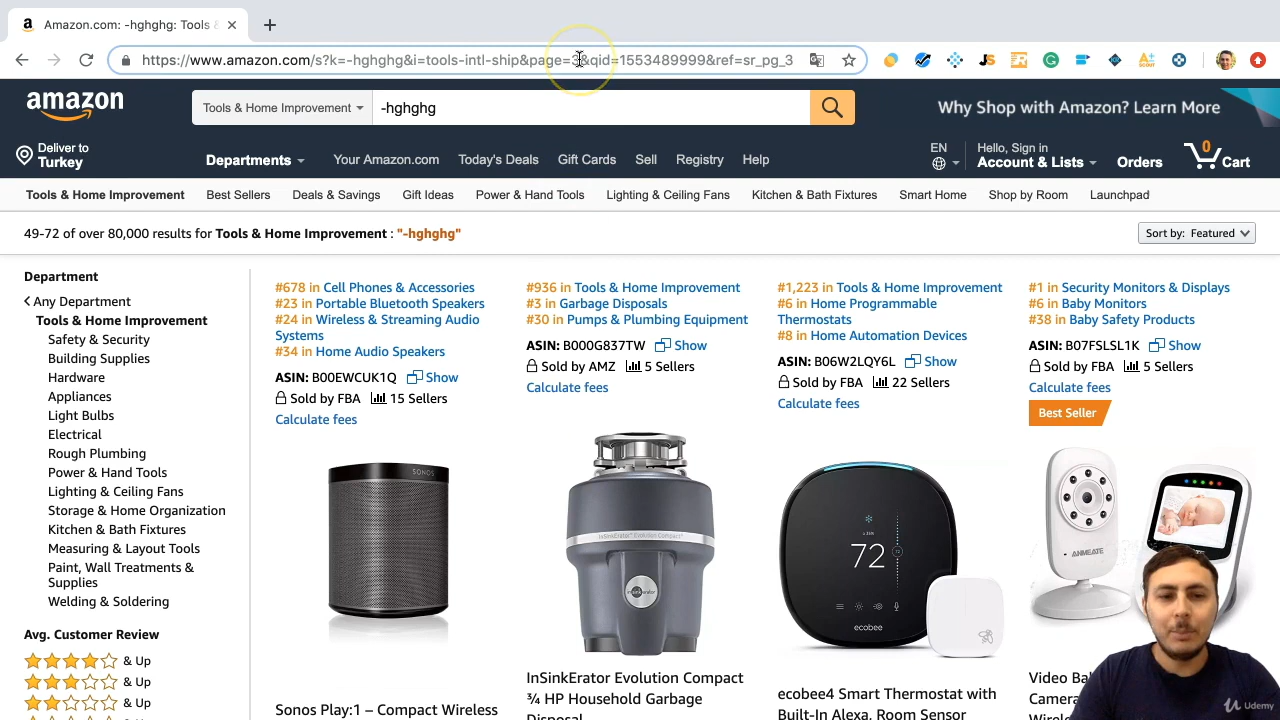 Amazon.com: -hghghg: Tools &
https://www.amazon.com/s?k=-hghghg&i=tools-intl-ship&page=3&qid=1553489999&ref=sr_pg_3
amazon
Tools & Home Improvement
-hghghg
Why Shop with Amazon? Learn More
Deliver to
Turkey
Departments
Your Amazon.com
Today's Deals
Gift Cards
Sell
Registry
Help
EN
Hello, Sign in
Account & Lists
Orders
0
Cart
Tools & Home Improvement
Best Sellers
Deals & Savings
Gift Ideas
Power & Hand Tools
Lighting & Ceiling Fans
Kitchen & Bath Fixtures
Smart Home
Shop by Room
Launchpad
49-72 of over 80,000 results for Tools & Home Improvement : "-hghghg"
Sort by: Featured
Department
Any Department
Tools & Home Improvement
Safety & Security
Building Supplies
Hardware
Appliances
Light Bulbs
Electrical
Rough Plumbing
Power & Hand Tools
Lighting & Ceiling Fans
Storage & Home Organization
Kitchen & Bath Fixtures
Measuring & Layout Tools
Paint, Wall Treatments &
Supplies
Welding & Soldering
Avg. Customer Review
& Up
& Up
& Up
#678 in Cell Phones & Accessories
#23 in Portable Bluetooth Speakers
#24 in Wireless & Streaming Audio
Systems
#34 in Home Audio Speakers
ASIN: B00EWCUK1Q Show
Sold by FBA 15 Sellers
Calculate fees
SONOS
Sonos Play:1 – Compact Wireless
#936 in Tools & Home Improvement
#3 in Garbage Disposals
#30 in Pumps & Plumbing Equipment
ASIN: B000G837TW Show
Sold by AMZ 5 Sellers
Calculate fees
InSinkErator Evolution Compact
InSinkErator Evolution Compact
¾ HP Household Garbage
Disposal
#1,223 in Tools & Home Improvement
#6 in Home Programmable
Thermostats
#8 in Home Automation Devices
ASIN: B06W2LQY6L Show
Sold by FBA 22 Sellers
Calculate fees
72
ecobee
ecobee4 Smart Thermostat with
Built-In Alexa, Room Sensor
#1 in Security Monitors & Displays
#6 in Baby Monitors
#38 in Baby Safety Products
ASIN: B07FSLSL1K Show
Sold by FBA 5 Sellers
Calculate fees
Best Seller
ANMEATE
Video Ba
Camera
Udemy